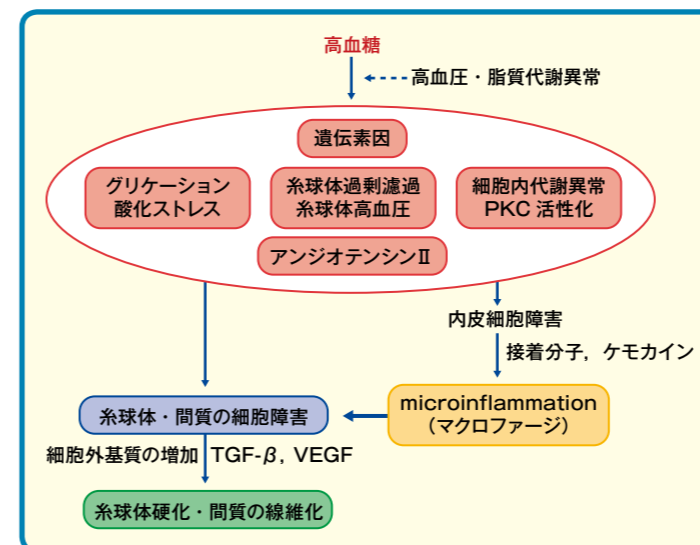 高血糖
高血圧・脂質代謝異常
遺伝素因
グリケーション
酸化ストレス
糸球体過剰濾過
糸球体高血圧
細胞内代謝異常
PKC 活性化
アンジオテンシンⅡ
内皮細胞障害
接着分子，ケモカイン
糸球体・間質の細胞障害
microinflammation
（マクロファージ）
細胞外基質の増加
TGF-β, VEGF
糸球体硬化・間質の線維化